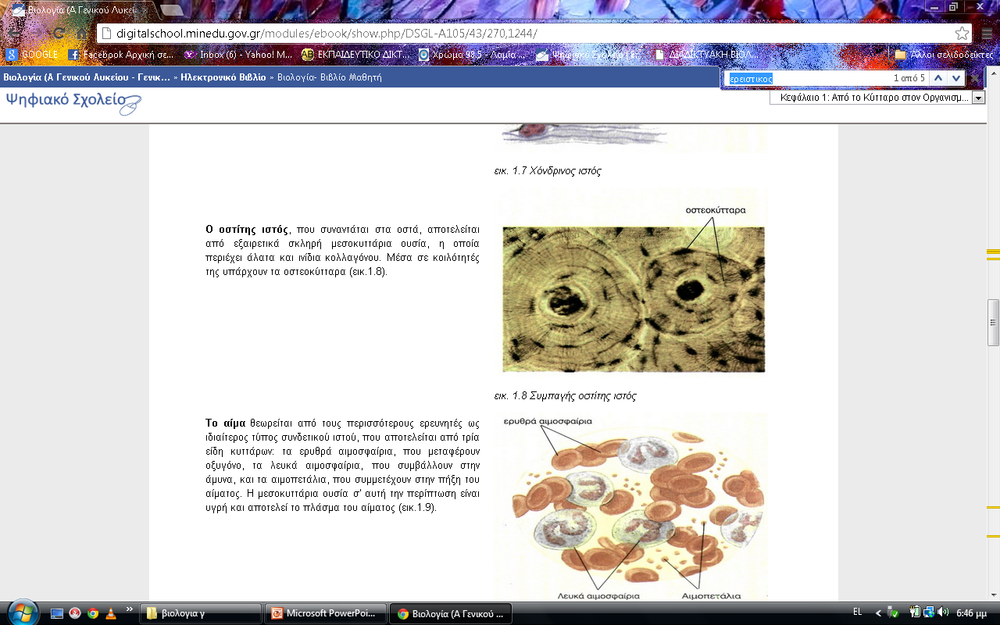 Βιολογία (Α Γενικού Λυκεί
digitalschool.minedu.gov.gr/modules/ebook/show.php/DSGL-A105/43/270,1244/
GOOGLE Facebook Αρχική σε... Inbox (6) - Yahoo! M... ΕΚΠΑΙΔΕΥΤΙΚΟ ΔΙΚΤ... Χρώμα 98.5 - Λαμία ... Ψηφιακό Σχολείο | Ε... ΔΙΑΔΙΚΤΥΑΚΗ ΒΙΟΛ... Άλλοι σελιδοδείκτες
Βιολογία (Α Γενικού Λυκείου - Γενικ... » Ηλεκτρονικό Βιβλίο » Βιολογία- Βιβλίο Μαθητή
ερειστικος 1 από 5
Ψηφιακό Σχολείο
Κεφάλαιο 1: Από το Κύτταρο στον Οργανισμ...
εικ. 1.7 Χόνδρινος ιστός
οστεοκύτταρα
Ο οστίτης ιστός, που συναντάται στα οστά, αποτελείται
από εξαιρετικά σκληρή μεσοκυττάρια ουσία, η οποία
περιέχει άλατα και ινίδια κολλαγόνου. Μέσα σε κοιλότητές
της υπάρχουν τα οστεοκύτταρα (εικ.1.8).
εικ. 1.8 Συμπαγής οστίτης ιστός
Το αίμα θεωρείται από τους περισσότερους ερευνητές ως
ιδιαίτερος τύπος συνδετικού ιστού, που αποτελείται από τρία
είδη κυττάρων: τα ερυθρά αιμοσφαίρια, που μεταφέρουν
οξυγόνο, τα λευκά αιμοσφαίρια, που συμβάλλουν στην
άμυνα, και τα αιμοπετάλια, που συμμετέχουν στην πήξη του
αίματος. Η μεσοκυττάρια ουσία σ' αυτή την περίπτωση είναι
υγρή και αποτελεί το πλάσμα του αίματος (εικ.1.9).
ερυθρά αιμοσφαίρια
Λευκά αιμοσφαίρια
Αιμοπετάλια
βιολογια γ
Microsoft PowerPoi...
Βιολογία (Α Γενικού ...
EL
6:46 μμ